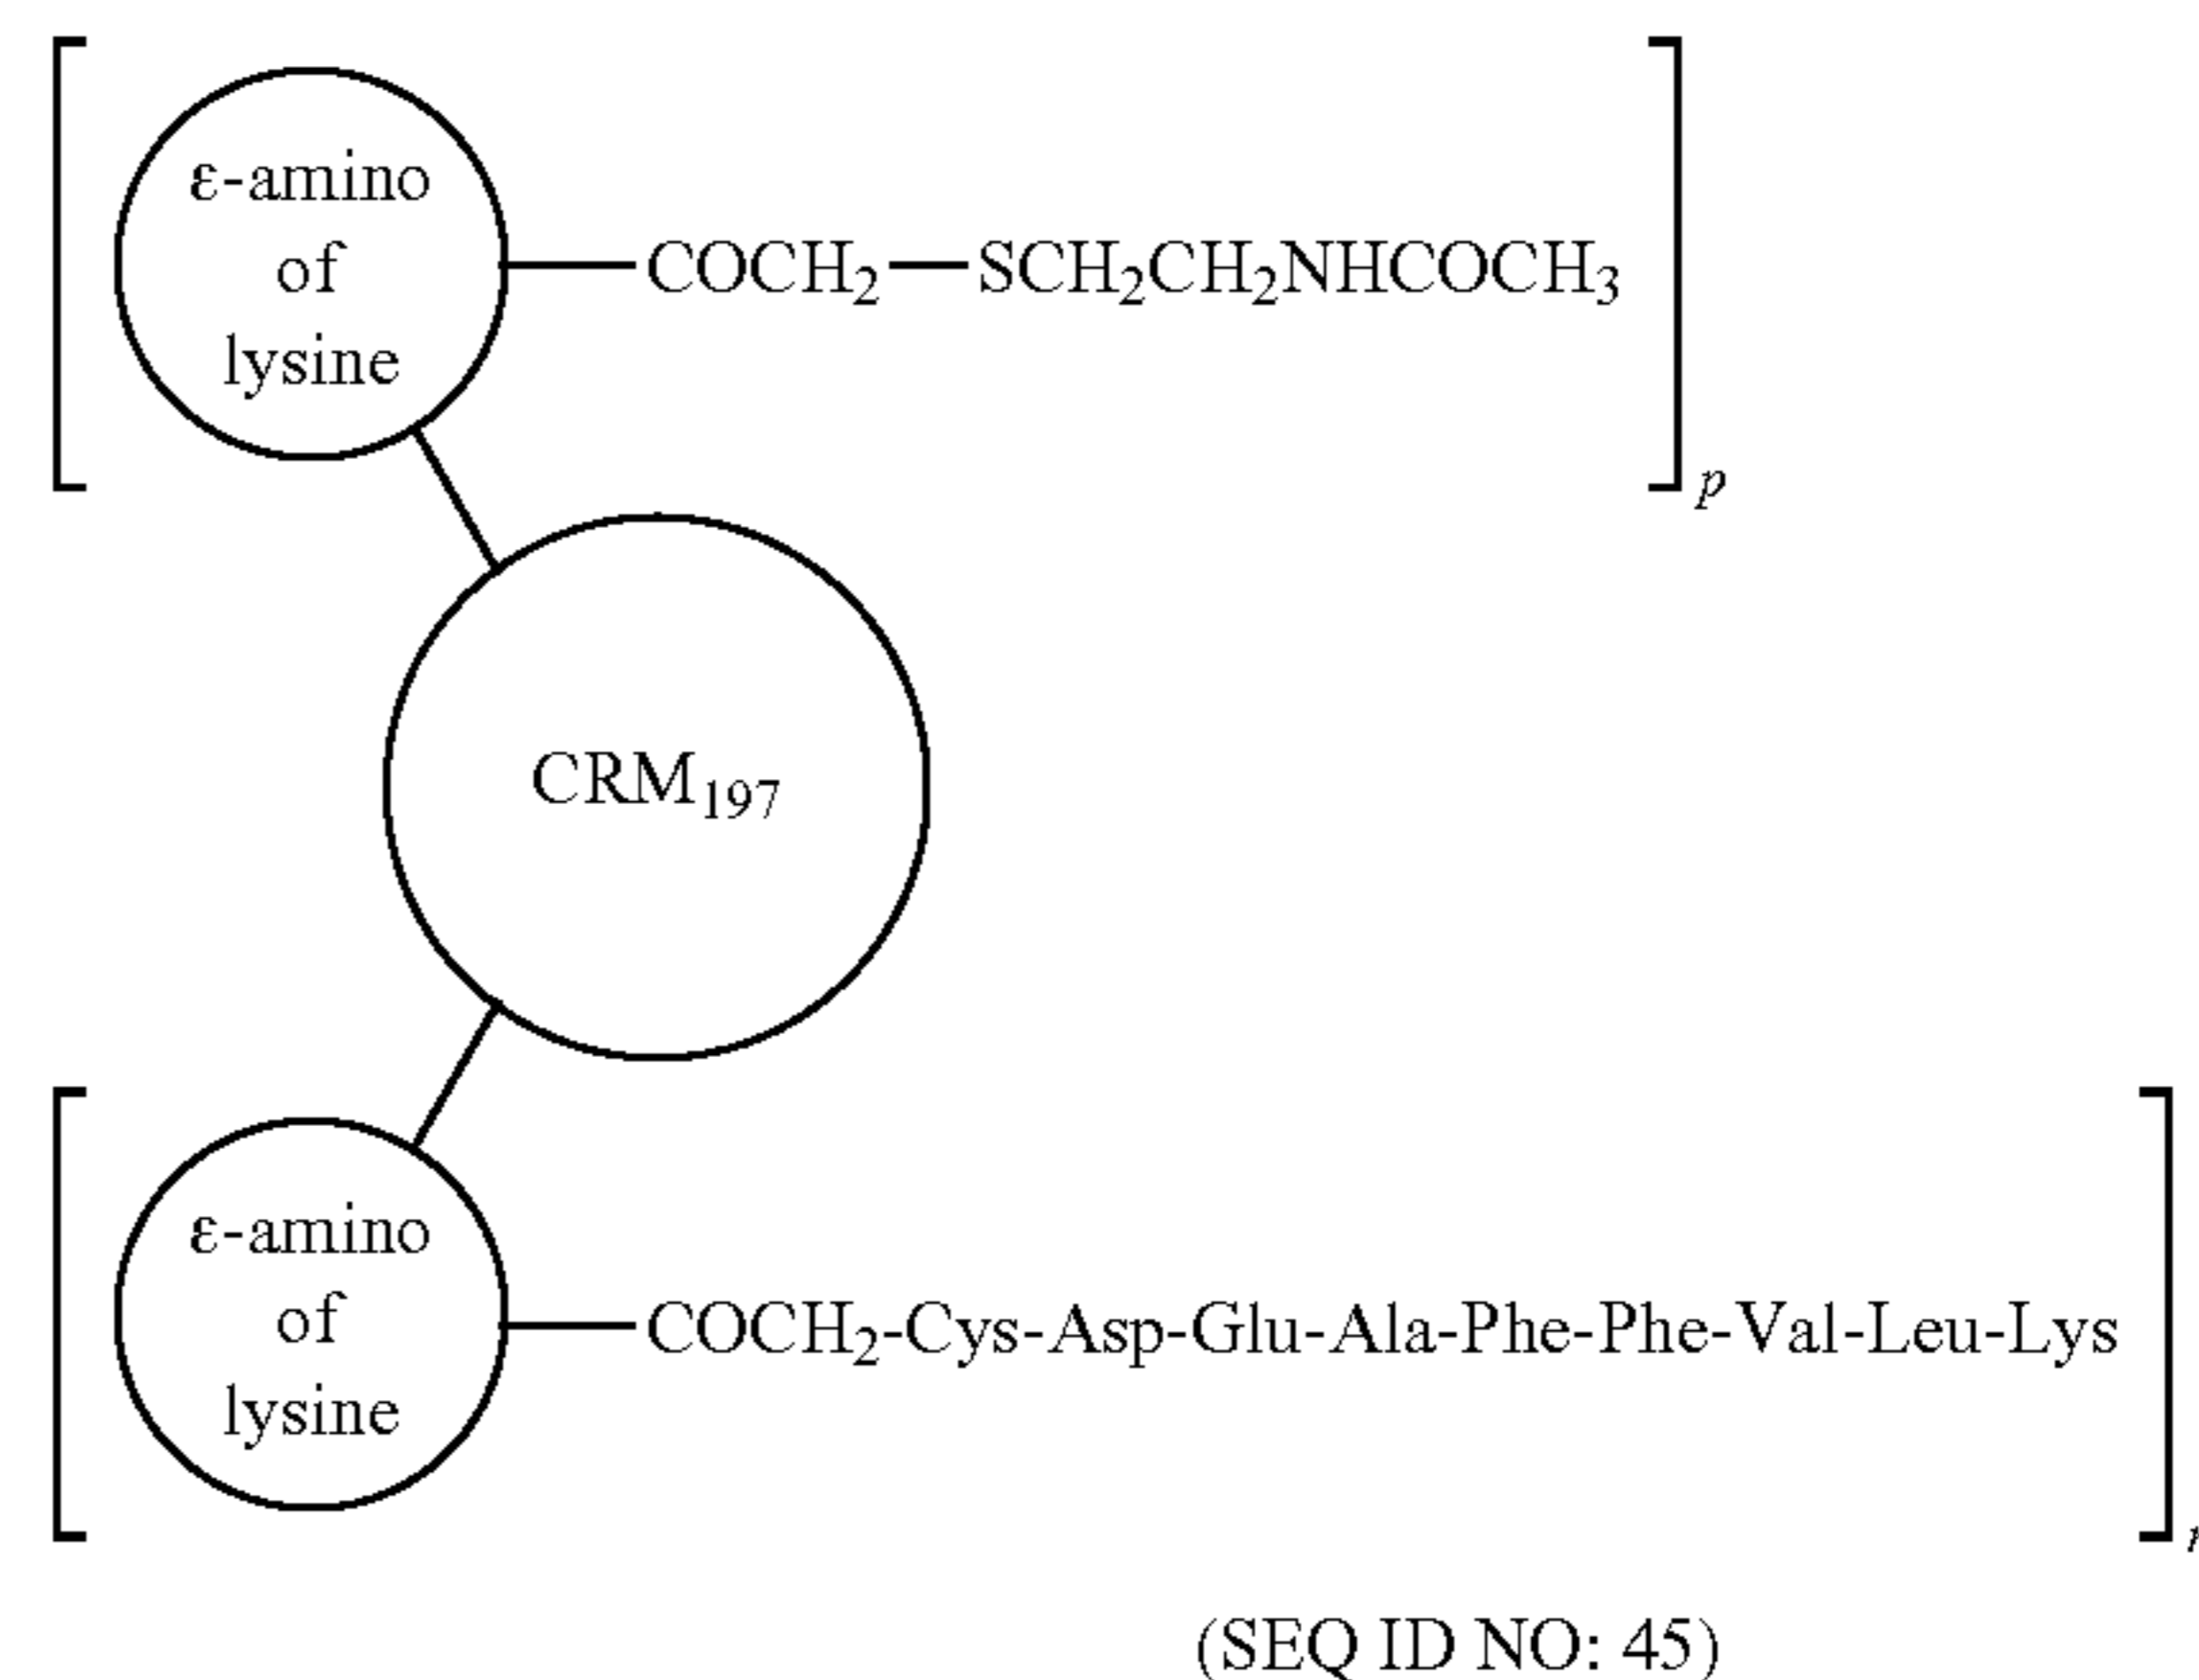 ε-amino
of
lysine
COCH₂—SCH₂CH₂NHCOCH₃
p
CRM₁₉₇
ε-amino
of
lysine
COCH₂-Cys-Asp-Glu-Ala-Phe-Phe-Val-Leu-Lys
(SEQ ID NO: 45)